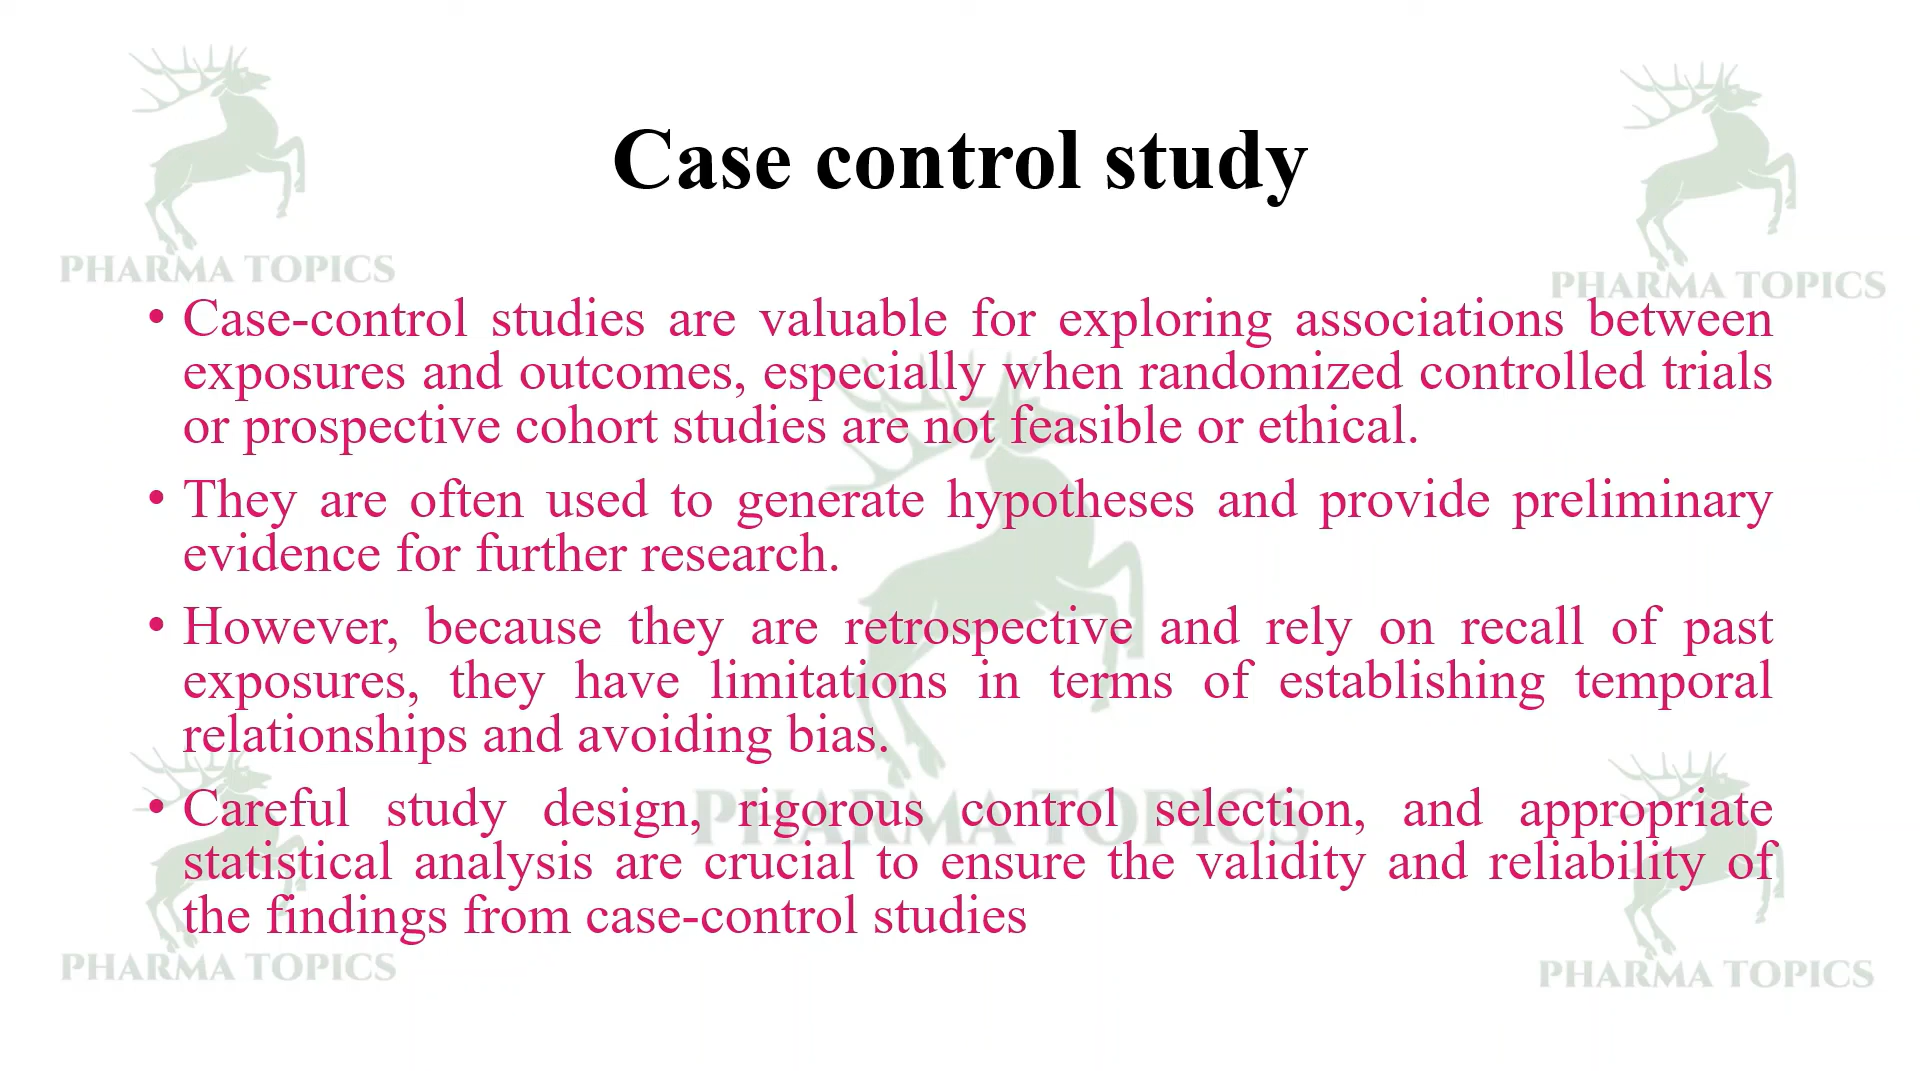 Case control study
PHARMA TOPICS
PHARMA TOPICS
• Case-control studies are valuable for exploring associations between
exposures and outcomes, especially when randomized controlled trials
or prospective cohort studies are not feasible or ethical.
• They are often used to generate hypotheses and provide preliminary
evidence for further research.
• However, because they are retrospective and rely on recall of past
exposures, they have limitations in terms of establishing temporal
relationships and avoiding bias.
• Careful study design, rigorous control selection, and appropriate
statistical analysis are crucial to ensure the validity and reliability of
the findings from case-control studies
PHARMA TOPICS
PHARMA TOPICS
PHARMA TOPICS